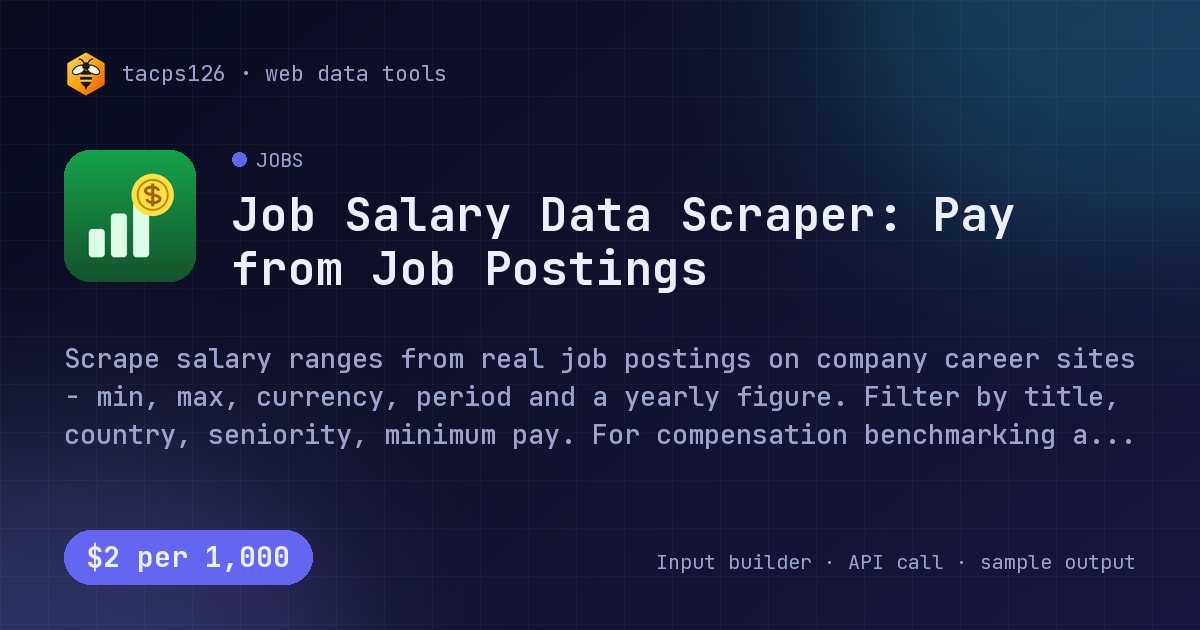 tacps126 · web data tools
JOBS
Job Salary Data Scraper: Pay
from Job Postings
Scrape salary ranges from real job postings on company career sites
- min, max, currency, period and a yearly figure. Filter by title,
country, seniority, minimum pay. For compensation benchmarking a...
$2 per 1,000
Input builder · API call · sample output